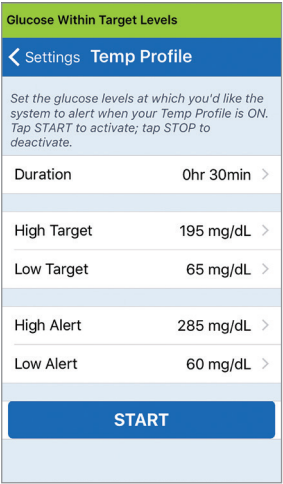 Glucose Within Target Levels
Settings Temp Profile
Set the glucose levels at which you'd like the
system to alert when your Temp Profile is ON.
Tap START to activate; tap STOP to
deactivate.
Duration 0hr 30min
High Target 195 mg/dL
Low Target 65 mg/dL
High Alert 285 mg/dL
Low Alert 60 mg/dL
START